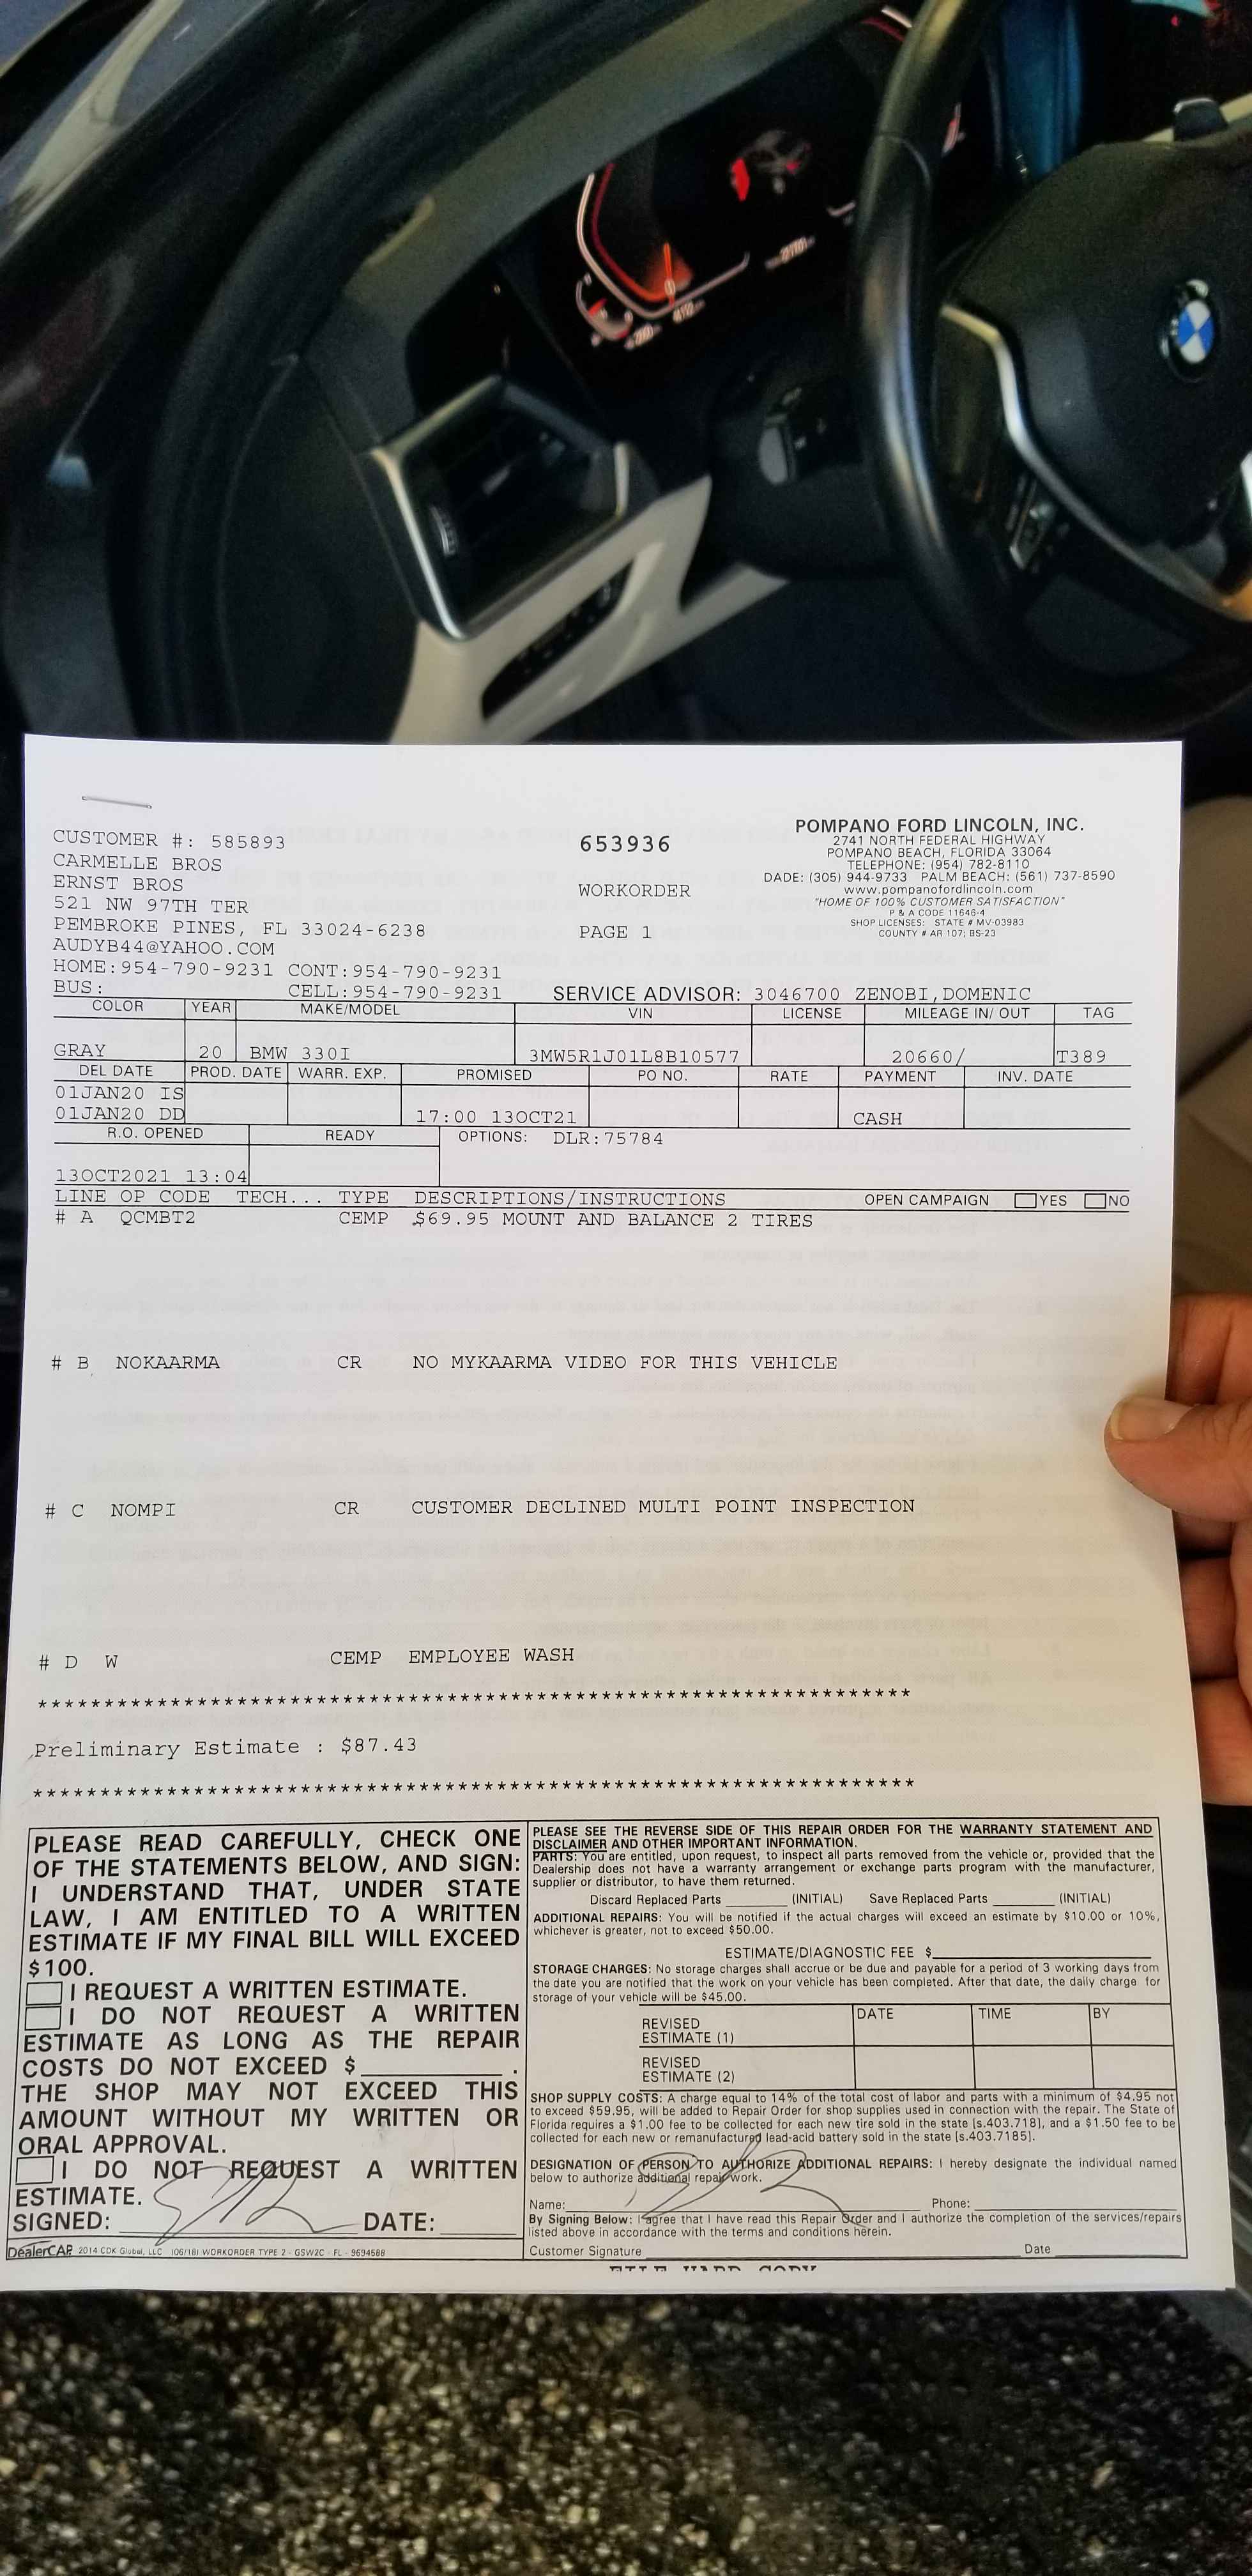 CUSTOMER #: 585893
CARMELLE BROS
ERNST BROS
521 NW 97TH TER
PEMBROKE PINES, FL 33024-6238
AUDYB44@YAHOO.COM
HOME:954-790-9231 CONT:954-790-9231
BUS: CELL:954-790-9231
653936
WORKORDER
PAGE 1
POMPANO FORD LINCOLN, INC.
2741 NORTH FEDERAL HIGHWAY
POMPANO BEACH, FLORIDA 33064
TELEPHONE: (954) 782-8110
DADE: (305) 944-9733 PALM BEACH: (561) 737-8590
www.pompanofordlincoln.com
"HOME OF 100% CUSTOMER SATISFACTION"
P & A CODE 11646-4
SHOP LICENSES: STATE # MV-03983
COUNTY # AR 107; BS-23
SERVICE ADVISOR: 3046700 ZENOBI,DOMENIC
COLOR YEAR MAKE/MODEL VIN LICENSE MILEAGE IN/ OUT TAG
GRAY 20 BMW 330I 3MW5R1J01L8B10577 20660/ T389
DEL DATE PROD. DATE WARR. EXP. PROMISED PO NO. RATE PAYMENT INV. DATE
01JAN20 IS
01JAN20 DD 17:00 13OCT21 CASH
R.O. OPENED READY OPTIONS: DLR:75784
13OCT2021 13:04
LINE OP CODE TECH... TYPE DESCRIPTIONS/INSTRUCTIONS OPEN CAMPAIGN YES NO
# A QCMBT2 CEMP $69.95 MOUNT AND BALANCE 2 TIRES
# B NOKAARMA CR NO MYKAARMA VIDEO FOR THIS VEHICLE
# C NOMPI CR CUSTOMER DECLINED MULTI POINT INSPECTION
# D W CEMP EMPLOYEE WASH
******************************************************************
Preliminary Estimate : $87.43
******************************************************************
PLEASE READ CAREFULLY, CHECK ONE
OF THE STATEMENTS BELOW, AND SIGN:
I UNDERSTAND THAT, UNDER STATE
LAW, I AM ENTITLED TO A WRITTEN
ESTIMATE IF MY FINAL BILL WILL EXCEED
$100.
I REQUEST A WRITTEN ESTIMATE.
I DO NOT REQUEST A WRITTEN
ESTIMATE AS LONG AS THE REPAIR
COSTS DO NOT EXCEED $ .
THE SHOP MAY NOT EXCEED THIS
AMOUNT WITHOUT MY WRITTEN OR
ORAL APPROVAL.
I DO NOT REQUEST A WRITTEN
ESTIMATE.
SIGNED: DATE:
PLEASE SEE THE REVERSE SIDE OF THIS REPAIR ORDER FOR THE WARRANTY STATEMENT AND
DISCLAIMER AND OTHER IMPORTANT INFORMATION.
PARTS: You are entitled, upon request, to inspect all parts removed from the vehicle or, provided that the
Dealership does not have a warranty arrangement or exchange parts program with the manufacturer,
supplier or distributor, to have them returned.
Discard Replaced Parts (INITIAL) Save Replaced Parts (INITIAL)
ADDITIONAL REPAIRS: You will be notified if the actual charges will exceed an estimate by $10.00 or 10%,
whichever is greater, not to exceed $50.00.
ESTIMATE/DIAGNOSTIC FEE $
STORAGE CHARGES: No storage charges shall accrue or be due and payable for a period of 3 working days from
the date you are notified that the work on your vehicle has been completed. After that date, the daily charge for
storage of your vehicle will be $45.00.
DATE TIME BY
REVISED
ESTIMATE (1)
REVISED
ESTIMATE (2)
SHOP SUPPLY COSTS: A charge equal to 14% of the total cost of labor and parts with a minimum of $4.95 not
to exceed $59.95, will be added to Repair Order for shop supplies used in connection with the repair. The State of
Florida requires a $1.00 fee to be collected for each new tire sold in the state [s.403.718], and a $1.50 fee to be
collected for each new or remanufactured lead-acid battery sold in the state [s.403.7185].
DESIGNATION OF PERSON TO AUTHORIZE ADDITIONAL REPAIRS: I hereby designate the individual named
below to authorize additional repair work.
Name: Phone:
By Signing Below: I agree that I have read this Repair Order and I authorize the completion of the services/repairs
listed above in accordance with the terms and conditions herein.
Customer Signature Date
DealerCAP 2014 CDK Global, LLC (06/18) WORKORDER TYPE 2 - GSW2C - FL - 9694588